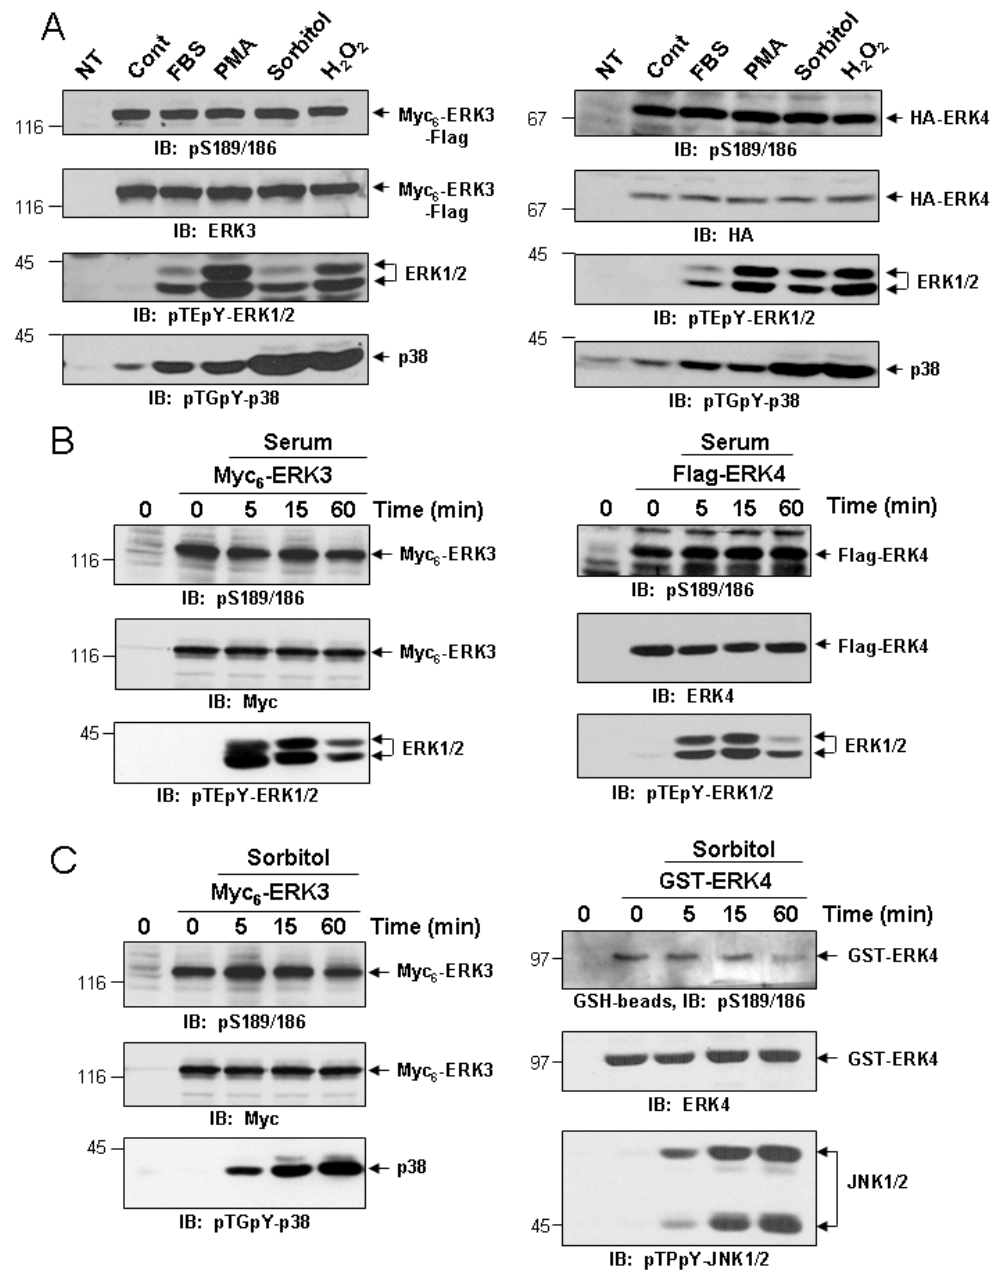 A
NT Cont FBS PMA Sorbitol H2O2
116
Myc6-ERK3
-Flag
IB: pS189/186
116
Myc6-ERK3
-Flag
IB: ERK3
45
ERK1/2
IB: pTEpY-ERK1/2
45
p38
IB: pTGpY-p38
NT Cont FBS PMA Sorbitol H2O2
67
HA-ERK4
IB: pS189/186
67
HA-ERK4
IB: HA
45
ERK1/2
IB: pTEpY-ERK1/2
45
p38
IB: pTGpY-p38
B
Serum
Myc6-ERK3
0 0 5 15 60 Time (min)
116
Myc6-ERK3
IB: pS189/186
116
Myc6-ERK3
IB: Myc
45
ERK1/2
IB: pTEpY-ERK1/2
Serum
Flag-ERK4
0 0 5 15 60 Time (min)
Flag-ERK4
IB: pS189/186
Flag-ERK4
IB: ERK4
ERK1/2
IB: pTEpY-ERK1/2
C
Sorbitol
Myc6-ERK3
0 0 5 15 60 Time (min)
116
Myc6-ERK3
IB: pS189/186
116
Myc6-ERK3
IB: Myc
45
p38
IB: pTGpY-p38
Sorbitol
GST-ERK4
0 0 5 15 60 Time (min)
97
GST-ERK4
GSH-beads, IB: pS189/186
97
GST-ERK4
IB: ERK4
JNK1/2
45
IB: pTPpY-JNK1/2